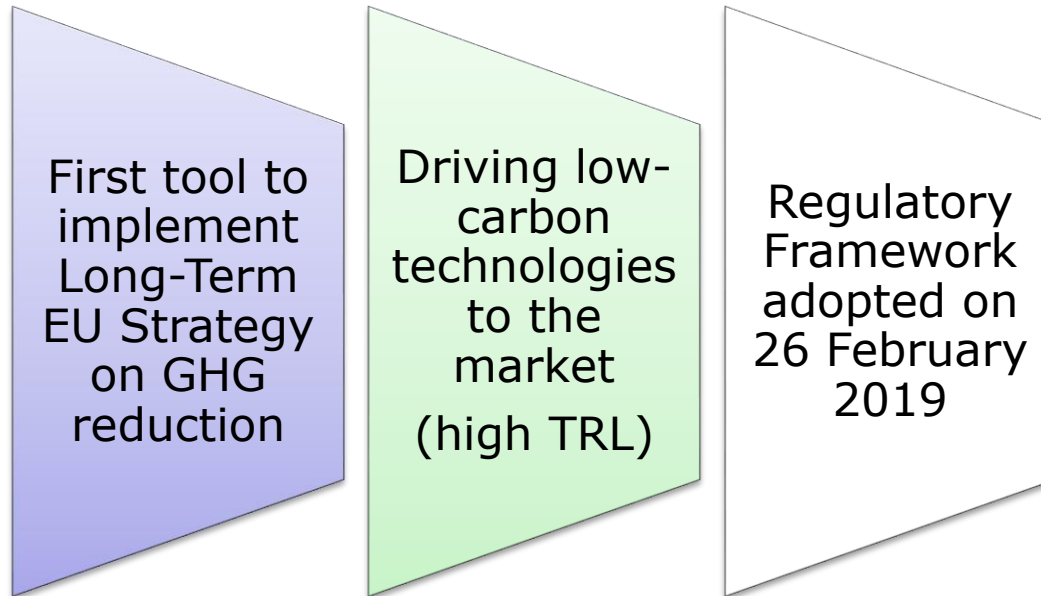 First tool to
implement
Long-Term
EU Strategy
on GHG
reduction
Driving low-
carbon
technologies
to the
market
(high TRL)
Regulatory
Framework
adopted on
26 February
2019